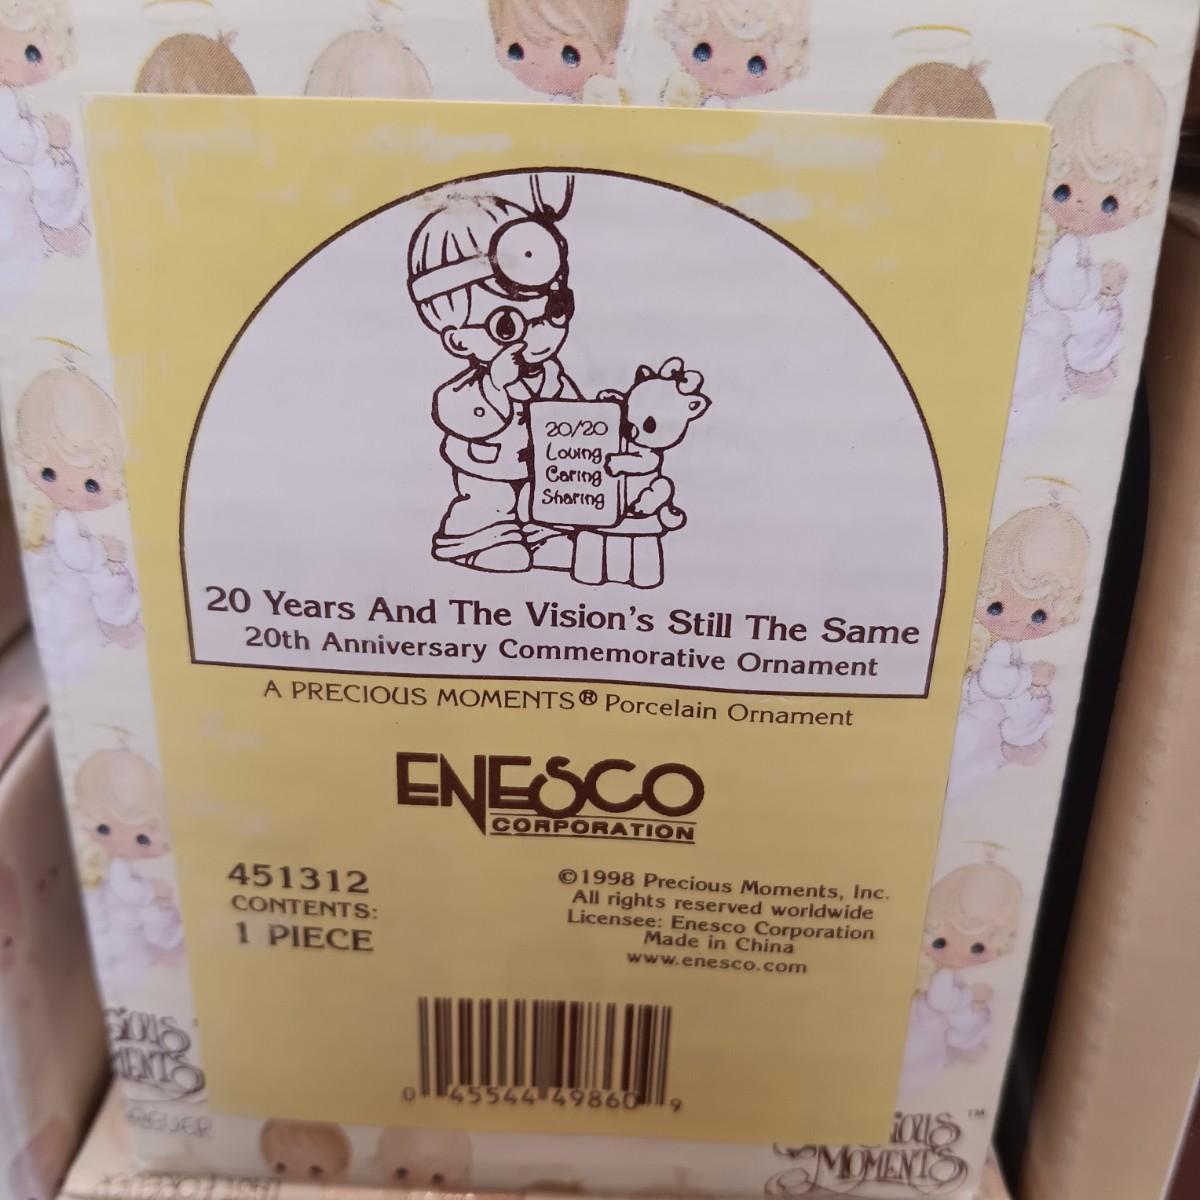 20/20
Loving
Caring
Sharing
20 Years And The Vision's Still The Same
20th Anniversary Commemorative Ornament
A PRECIOUS MOMENTS® Porcelain Ornament
ENESCO
CORPORATION
451312
CONTENTS:
1 PIECE
©1998 Precious Moments, Inc.
All rights reserved worldwide
Licensee: Enesco Corporation
Made in China
www.enesco.com
0 45544 49860 9
MOMENTS